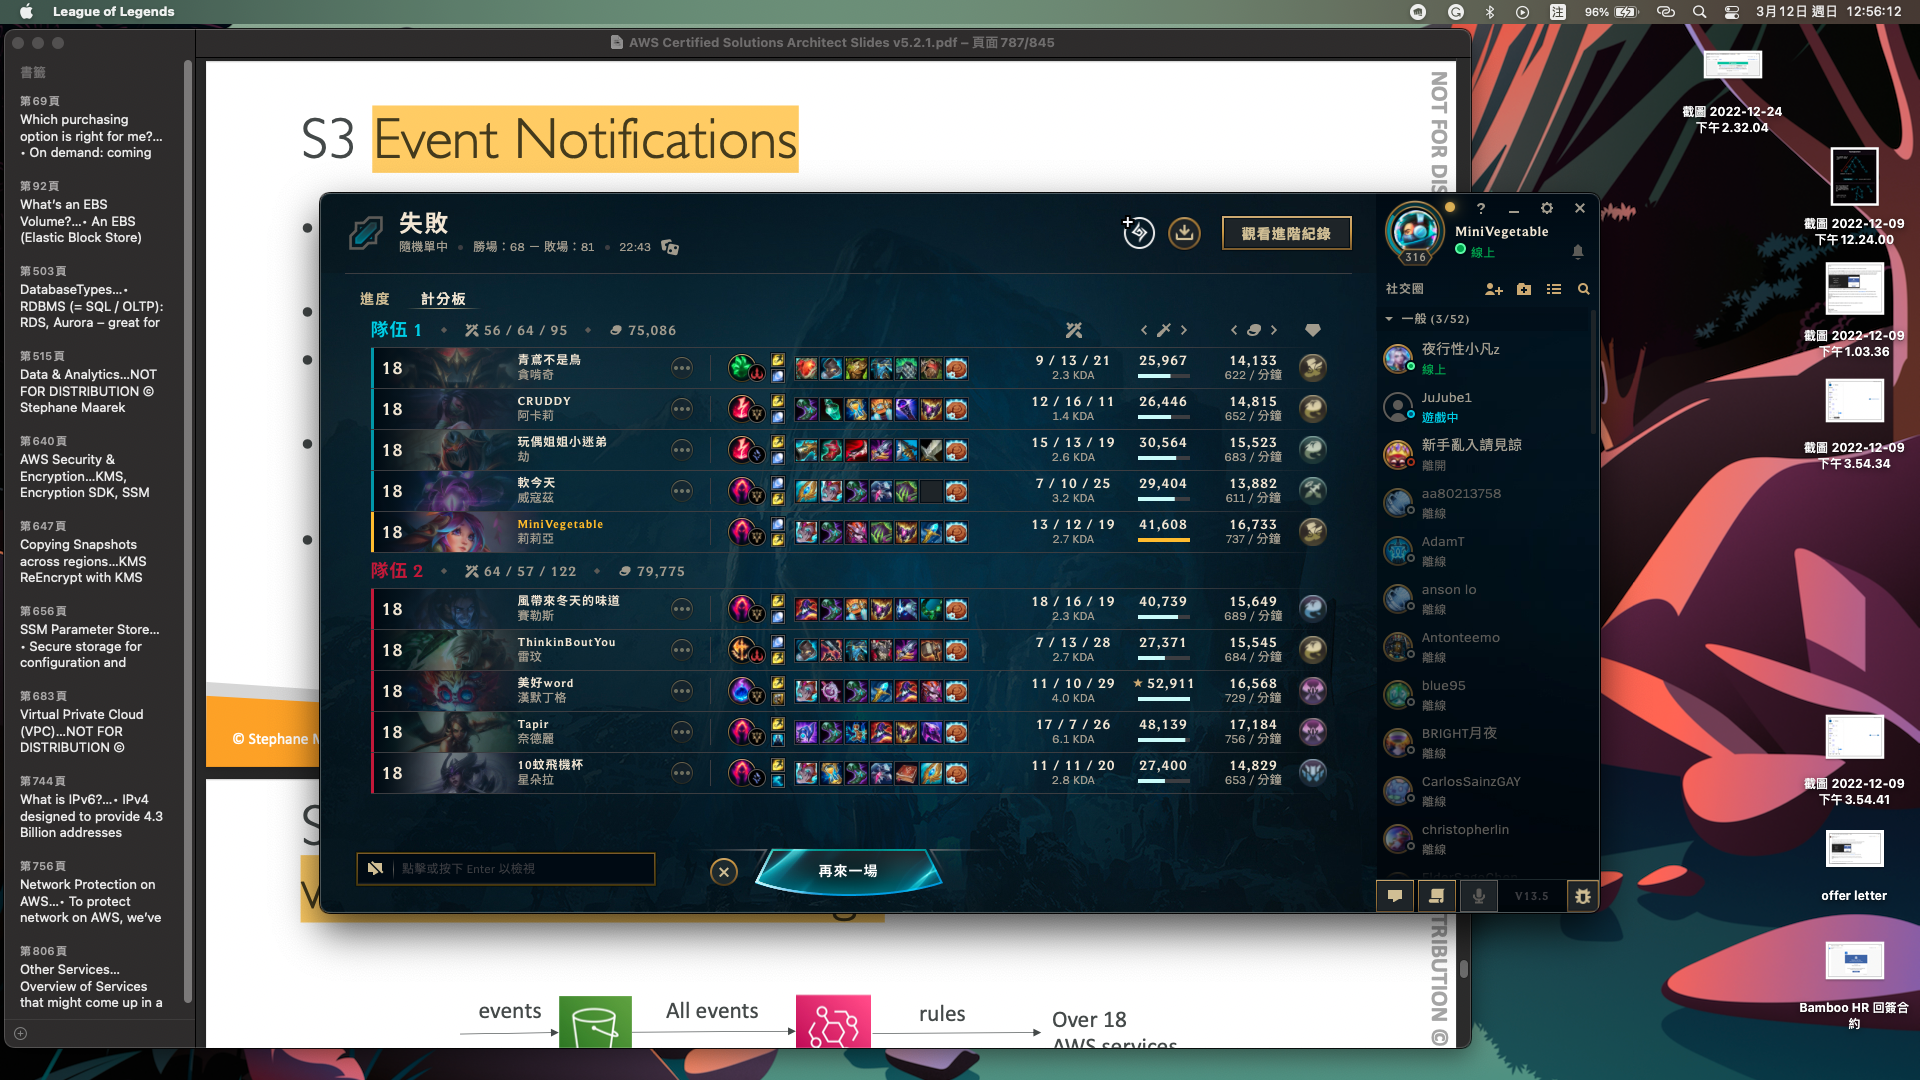 League of Legends
注
96%
3月12日 週日 12:56:12
AWS Certified Solutions Architect Slides v5.2.1.pdf – 頁面 787/845
書籤
第69頁
Which purchasing
option is right for me?...
• On demand: coming
第92頁
What's an EBS
Volume?...• An EBS
(Elastic Block Store)
第503頁
DatabaseTypes...•
RDBMS (= SQL / OLTP):
RDS, Aurora – great for
第515頁
Data & Analytics...NOT
FOR DISTRIBUTION ©
Stephane Maarek
第640頁
AWS Security &
Encryption...KMS,
Encryption SDK, SSM
第647頁
Copying Snapshots
across regions...KMS
ReEncrypt with KMS
第656頁
SSM Parameter Store...
• Secure storage for
configuration and
第683頁
Virtual Private Cloud
(VPC)...NOT FOR
DISTRIBUTION ©
第744頁
What is IPv6?...• IPv4
designed to provide 4.3
Billion addresses
第756頁
Network Protection on
AWS...• To protect
network on AWS, we've
第806頁
Other Services...
Overview of Services
that might come up in a
S3 Event Notifications
NOT FOR DIS
© Stephane M
失敗
隨機單中 • 勝場：68 － 敗場：81 • 22:43
觀看進階紀錄
進度
計分板
隊伍 1
56 / 64 / 95
75,086
18 青鳶不是鳥 9 / 13 / 21 25,967 14,133
貪啃奇 2.3 KDA 622 / 分鐘
18 CRUDDY 12 / 16 / 11 26,446 14,815
阿卡莉 1.4 KDA 652 / 分鐘
18 玩偶姐姐小迷弟 15 / 13 / 19 30,564 15,523
劫 2.6 KDA 683 / 分鐘
18 軟今天 7 / 10 / 25 29,404 13,882
威寇茲 3.2 KDA 611 / 分鐘
18 MiniVegetable 13 / 12 / 19 41,608 16,733
莉莉亞 2.7 KDA 737 / 分鐘
隊伍 2
64 / 57 / 122
79,775
18 風帶來冬天的味道 18 / 16 / 19 40,739 15,649
賽勒斯 2.3 KDA 689 / 分鐘
18 ThinkinBoutYou 7 / 13 / 28 27,371 15,545
雷玟 2.7 KDA 684 / 分鐘
18 美好word 11 / 10 / 29 52,911 16,568
漢默丁格 4.0 KDA 729 / 分鐘
18 Tapir 17 / 7 / 26 48,139 17,184
奈德麗 6.1 KDA 756 / 分鐘
18 10蚊飛機杯 11 / 11 / 20 27,400 14,829
星朵拉 2.8 KDA 653 / 分鐘
點擊或按下 Enter 以檢視
再來一場
MiniVegetable
316
線上
社交圈
一般 (3/52)
夜行性小凡z
線上
JuJube1
遊戲中
新手亂入請見諒
離開
aa80213758
離線
AdamT
離線
anson lo
離線
Antonteemo
離線
blue95
離線
BRIGHT月夜
離線
CarlosSainzGAY
離線
christopherlin
離線
V13.5
events
All events
rules
Over 18
AWS services
TRIBUTION ©
截圖 2022-12-24
下午2.32.04
截圖 2022-12-09
下午12.24.00
截圖 2022-12-09
下午1.03.36
截圖 2022-12-09
下午3.54.34
截圖 2022-12-09
下午3.54.41
offer letter
Bamboo HR 回簽合
約